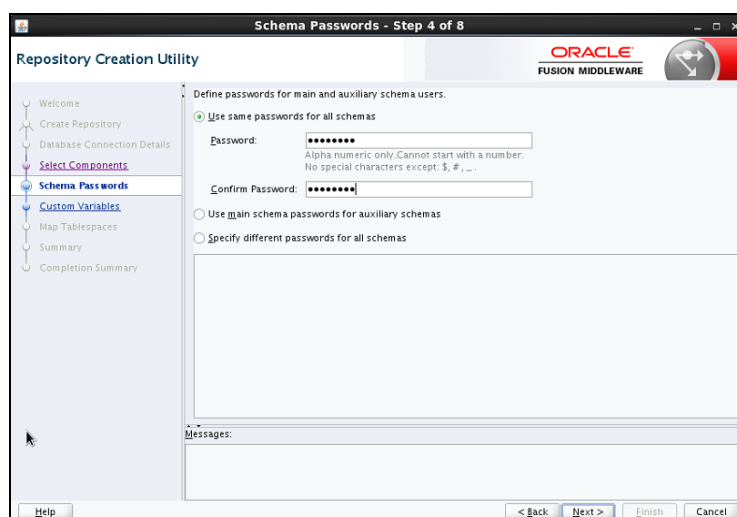 Schema Passwords - Step 4 of 8
Repository Creation Utility
ORACLE
FUSION MIDDLEWARE
Welcome
Create Repository
Database Connection Details
Select Components
Schema Passwords
Custom Variables
Map Tablespaces
Summary
Completion Summary
Define passwords for main and auxiliary schema users.
Use same passwords for all schemas
Password: ••••••••
Alpha numeric only.Cannot start with a number.
No special characters except: $, #, _ .
Confirm Password: ••••••••
Use main schema passwords for auxiliary schemas
Specify different passwords for all schemas
Messages:
Help
< Back
Next >
Finish
Cancel